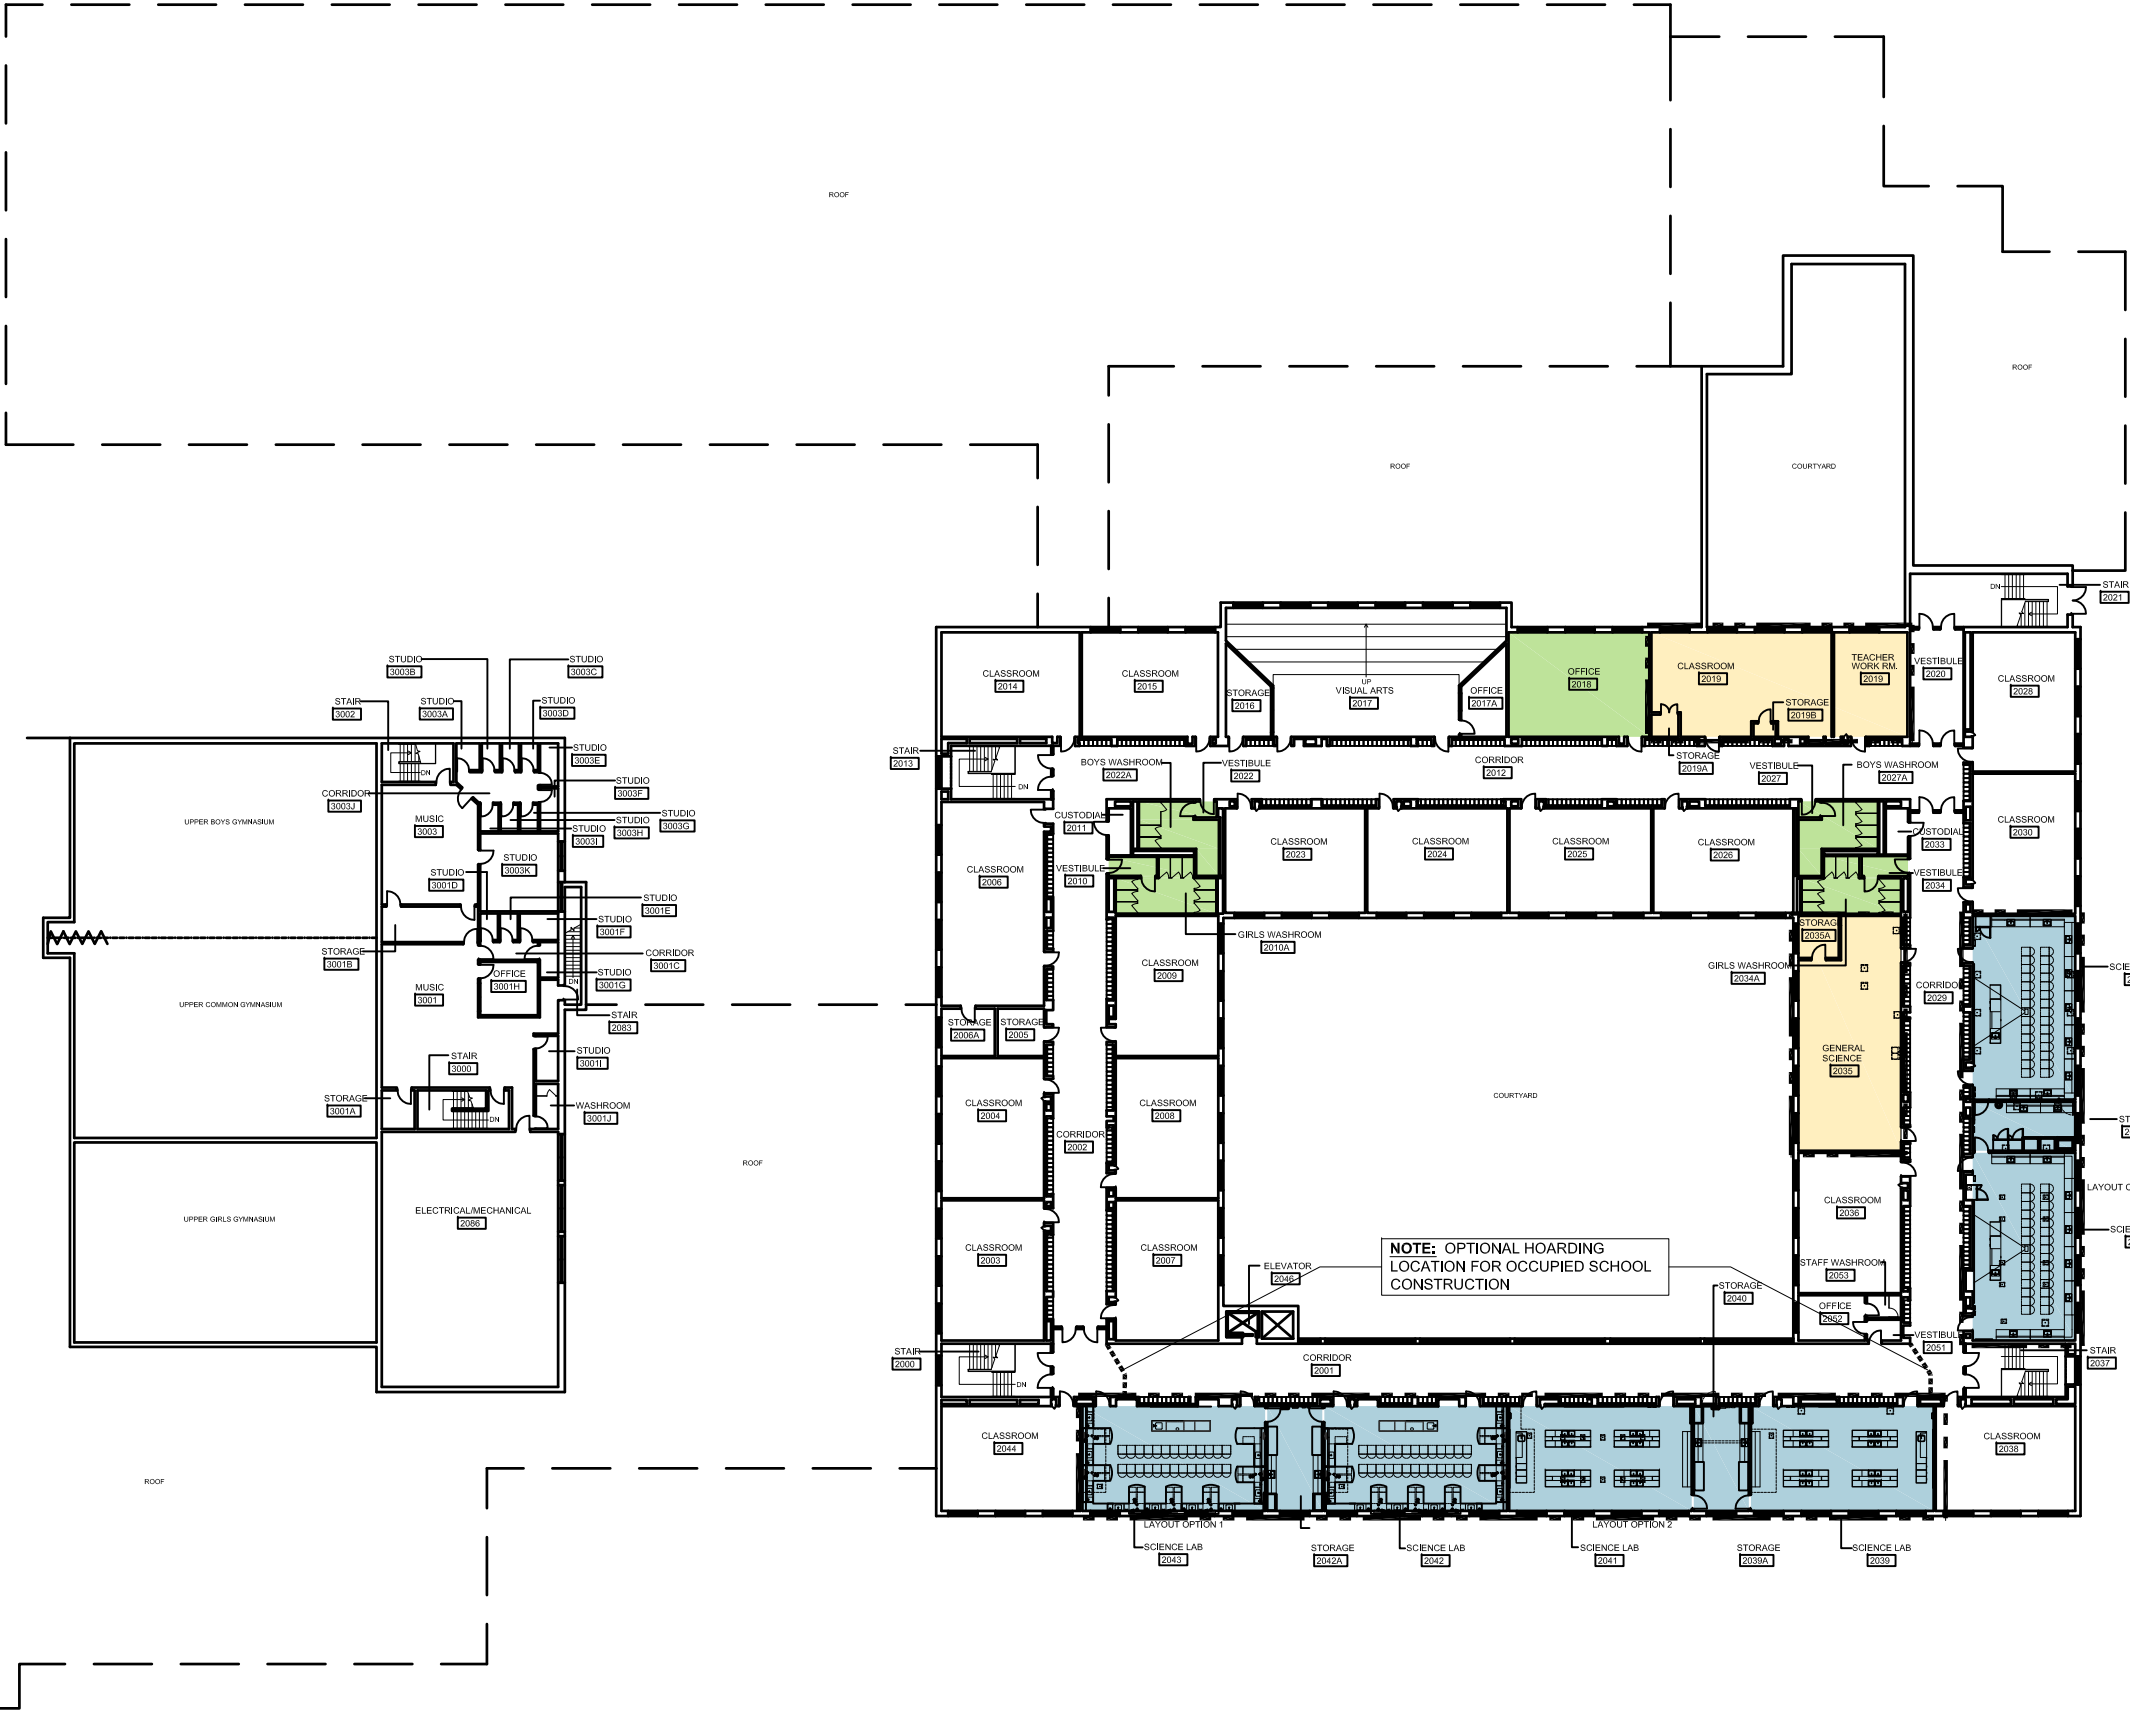 ROOF
ROOF
ROOF
COURTYARD
DN
STAIR
2021
STUDIO
3003B
STUDIO
3003C
STAIR
3002
STUDIO
3003A
STUDIO
3003D
STUDIO
3003E
DN
STUDIO
3003F
CORRIDOR
3003J
STUDIO
3003G
STUDIO
3003H
STUDIO
3003I
MUSIC
3003
STUDIO
3003K
UPPER BOYS GYMNASIUM
STUDIO
3001D
STUDIO
3001E
STUDIO
3001F
STORAGE
3001B
CORRIDOR
3001C
OFFICE
3001H
STUDIO
3001G
DN
MUSIC
3001
UPPER COMMON GYMNASIUM
STAIR
2083
STAIR
3000
STUDIO
3001I
STORAGE
3001A
DN
WASHROOM
3001J
UPPER GIRLS GYMNASIUM
ELECTRICAL/MECHANICAL
2086
ROOF
ROOF
CLASSROOM
2014
CLASSROOM
2015
STORAGE
2016
UP
VISUAL ARTS
2017
OFFICE
2017A
OFFICE
2018
CLASSROOM
2019
STORAGE
2019B
TEACHER
WORK RM.
2019
VESTIBULE
2020
CLASSROOM
2028
STAIR
2013
DN
BOYS WASHROOM
2022A
VESTIBULE
2022
CORRIDOR
2012
STORAGE
2019A
VESTIBULE
2027
BOYS WASHROOM
2027A
CUSTODIAL
2011
CLASSROOM
2023
CLASSROOM
2024
CLASSROOM
2025
CLASSROOM
2026
CUSTODIAL
2033
CLASSROOM
2030
CLASSROOM
2006
VESTIBULE
2010
VESTIBULE
2034
GIRLS WASHROOM
2010A
STORAG
2035A
GIRLS WASHROOM
2034A
CLASSROOM
2009
CORRIDO
2029
STORAGE
2006A
STORAGE
2005
GENERAL
SCIENCE
2035
COURTYARD
CLASSROOM
2004
CLASSROOM
2008
CORRIDOR
2002
CLASSROOM
2036
LAYOUT
CLASSROOM
2003
CLASSROOM
2007
ELEVATOR
2046
NOTE: OPTIONAL HOARDING
LOCATION FOR OCCUPIED SCHOOL
CONSTRUCTION
STORAGE
2040
STAFF WASHROOM
2053
OFFICE
2052
VESTIBUL
2051
STAIR
2000
DN
CORRIDOR
2001
STAIR
2037
CLASSROOM
2044
CLASSROOM
2038
LAYOUT OPTION 1
LAYOUT OPTION 2
SCIENCE LAB
2043
STORAGE
2042A
SCIENCE LAB
2042
SCIENCE LAB
2041
STORAGE
2039A
SCIENCE LAB
2039